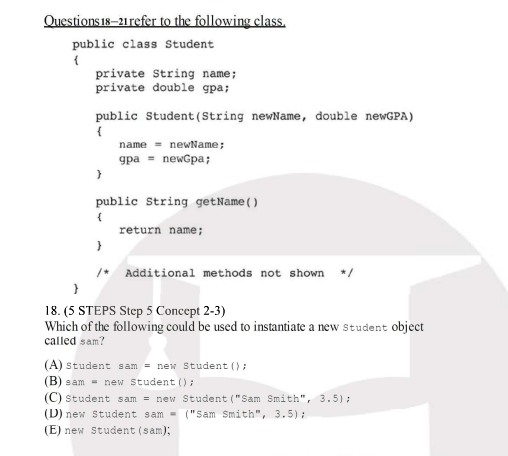 Questions 18–21 refer to the following class.
public class Student
{
private String name;
private double gpa;
public Student(String newName, double newGPA)
{
name = newName;
gpa = newGpa;
}
public String getName()
{
return name;
}
/* Additional methods not shown */
}
18. (5 STEPS Step 5 Concept 2-3)
Which of the following could be used to instantiate a new Student object
called sam?
(A) Student sam = new Student();
(B) sam = new Student();
(C) Student sam = new Student("Sam Smith", 3.5);
(D) new Student sam = ("Sam Smith", 3.5);
(E) new Student(sam);